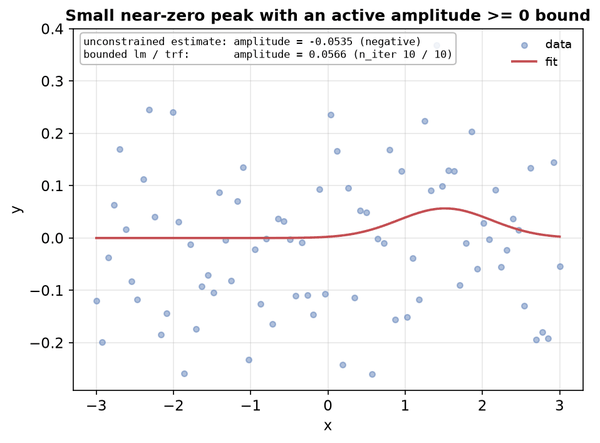 Small near-zero peak with an active amplitude >= 0 bound
unconstrained estimate: amplitude = -0.0535 (negative)
bounded lm / trf:       amplitude = 0.0566 (n_iter 10 / 10)
data
fit
0.4
0.3
0.2
0.1
0.0
−0.1
−0.2
y
−3 −2 −1 0 1 2 3
x